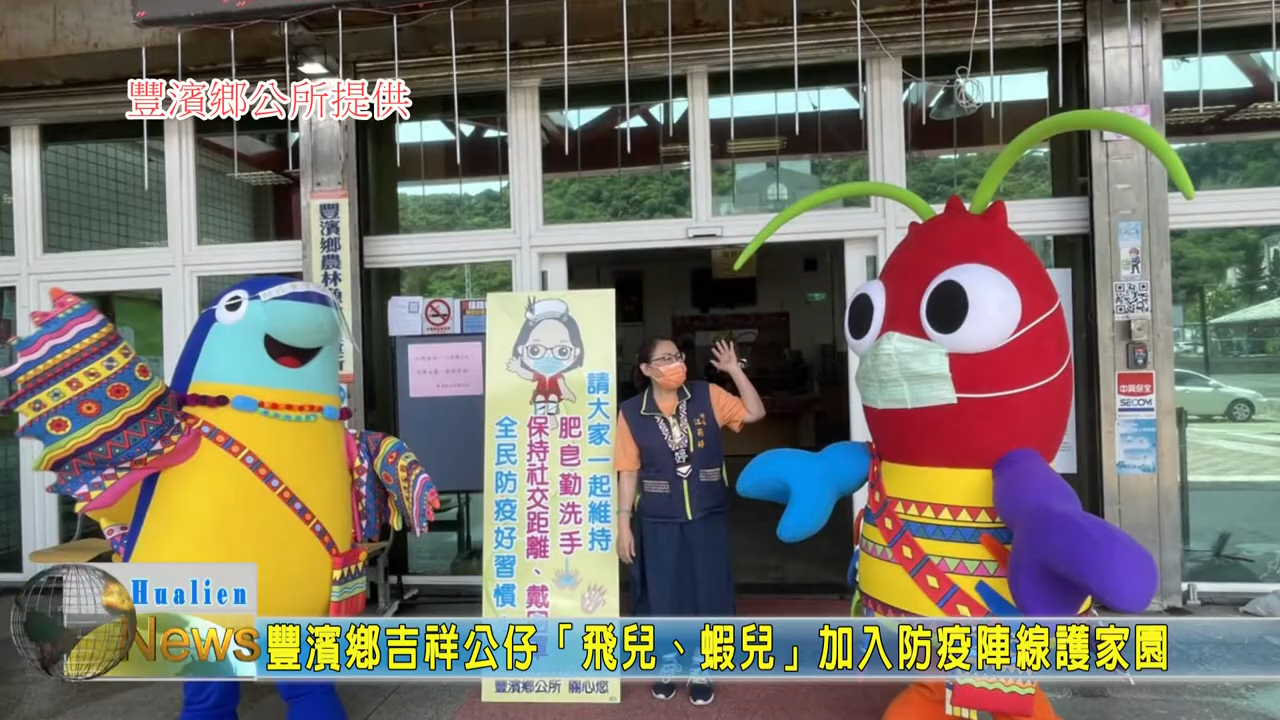 豐濱鄉公所提供
豐濱鄉農林
請大家一起維持
肥皂勤洗手
保持社交距離、戴
全民防疫好習慣
豐濱鄉公所 關心您
中興保全
SECOM
Hualien
News
豐濱鄉吉祥公仔「飛兒、蝦兒」加入防疫陣線護家園